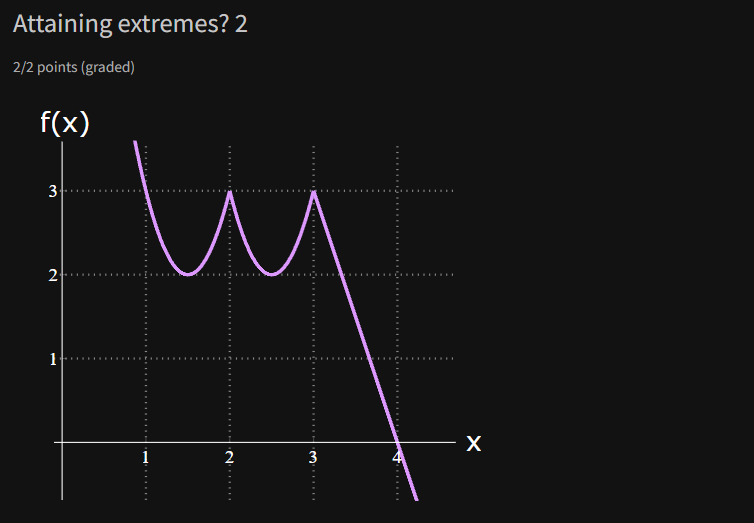 Attaining extremes? 2
2/2 points (graded)
f(x)
3
2
1
x
1 2 3 4